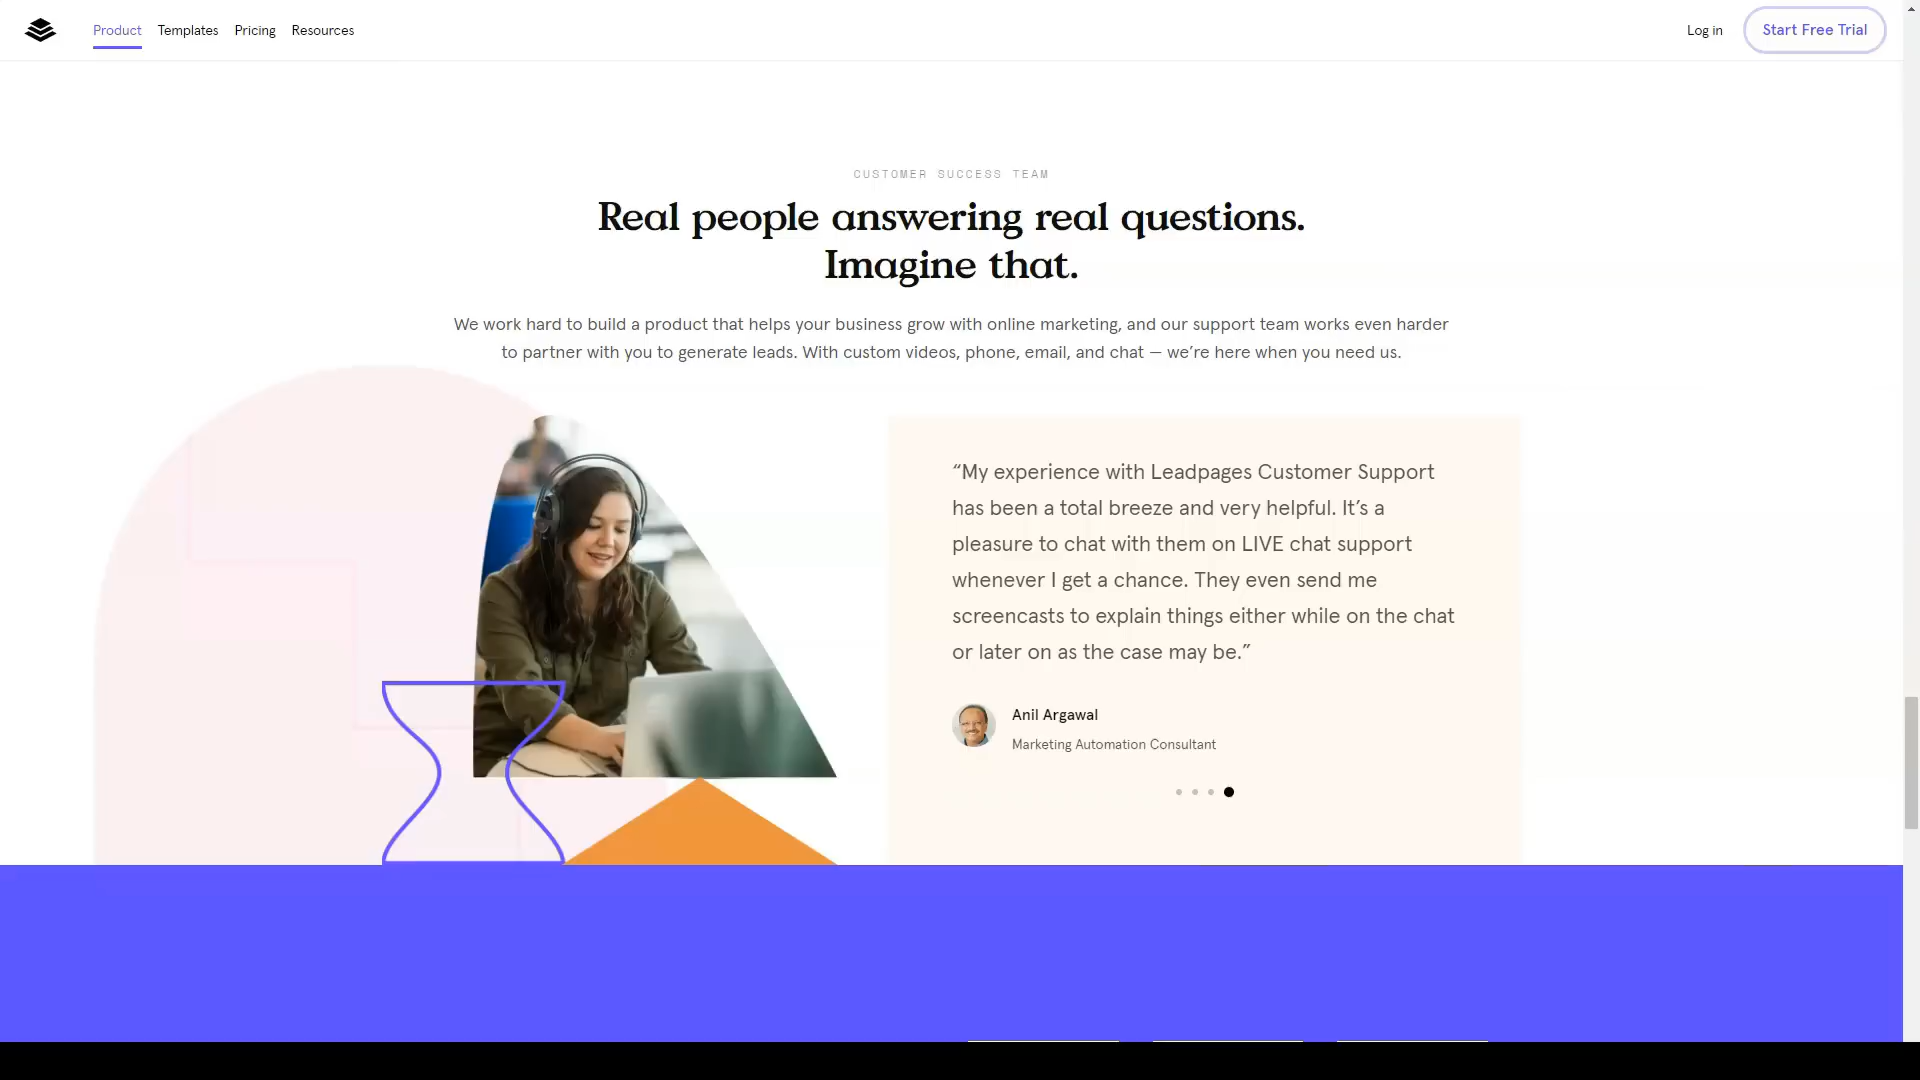 Product
Templates
Pricing
Resources
Log in
Start Free Trial
CUSTOMER SUCCESS TEAM
Real people answering real questions.
Imagine that.
We work hard to build a product that helps your business grow with online marketing, and our support team works even harder
to partner with you to generate leads. With custom videos, phone, email, and chat — we’re here when you need us.
“My experience with Leadpages Customer Support
has been a total breeze and very helpful. It’s a
pleasure to chat with them on LIVE chat support
whenever I get a chance. They even send me
screencasts to explain things either while on the chat
or later on as the case may be.”
Anil Argawal
Marketing Automation Consultant